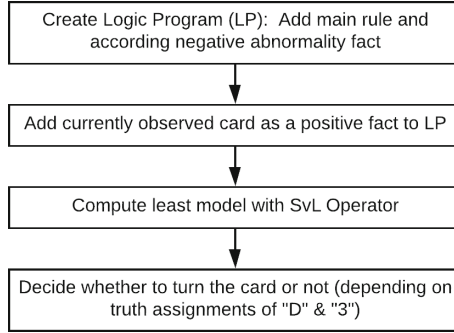 Create Logic Program (LP):  Add main rule and
according negative abnormality fact
Add currently observed card as a positive fact to LP
Compute least model with SvL Operator
Decide whether to turn the card or not (depending on
truth assignments of "D" & "3")